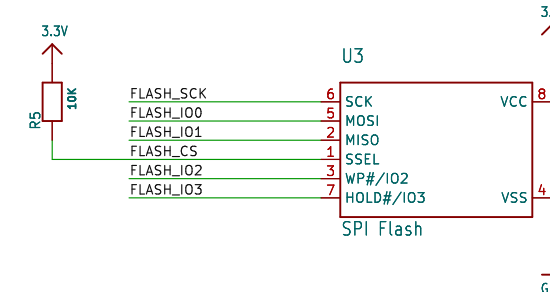 3.3V
U3
R5
10K
FLASH_SCK 6 SCK VCC 8
FLASH_IO0 5 MOSI
FLASH_IO1 2 MISO
FLASH_CS 1 SSEL
FLASH_IO2 3 WP#/IO2
FLASH_IO3 7 HOLD#/IO3 VSS 4
SPI Flash